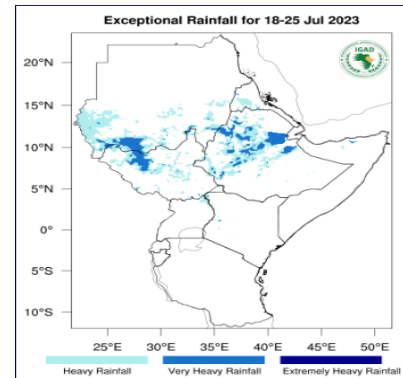 Exceptional Rainfall for 18-25 Jul 2023
IGAD
20°N
15°N
10°N
5°N
0°
5°S
10°S
25°E 30°E 35°E 40°E 45°E 50°E
Heavy Rainfall Very Heavy Rainfall Extremely Heavy Rainfall